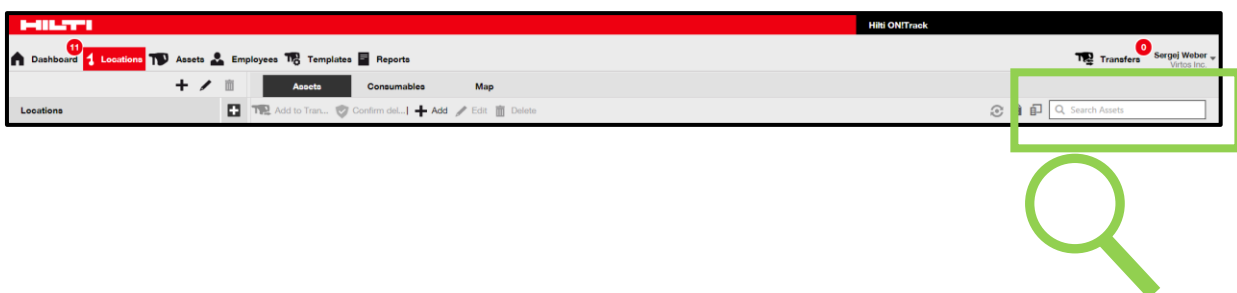 HILTI Hilti ON!Track
11 0
Dashboard Locations Assets Employees Templates Reports Transfers Sergej Weber
Virtos Inc.
Assets Consumables Map
Locations Add to Tran... Confirm del... Add Edit Delete Search Assets